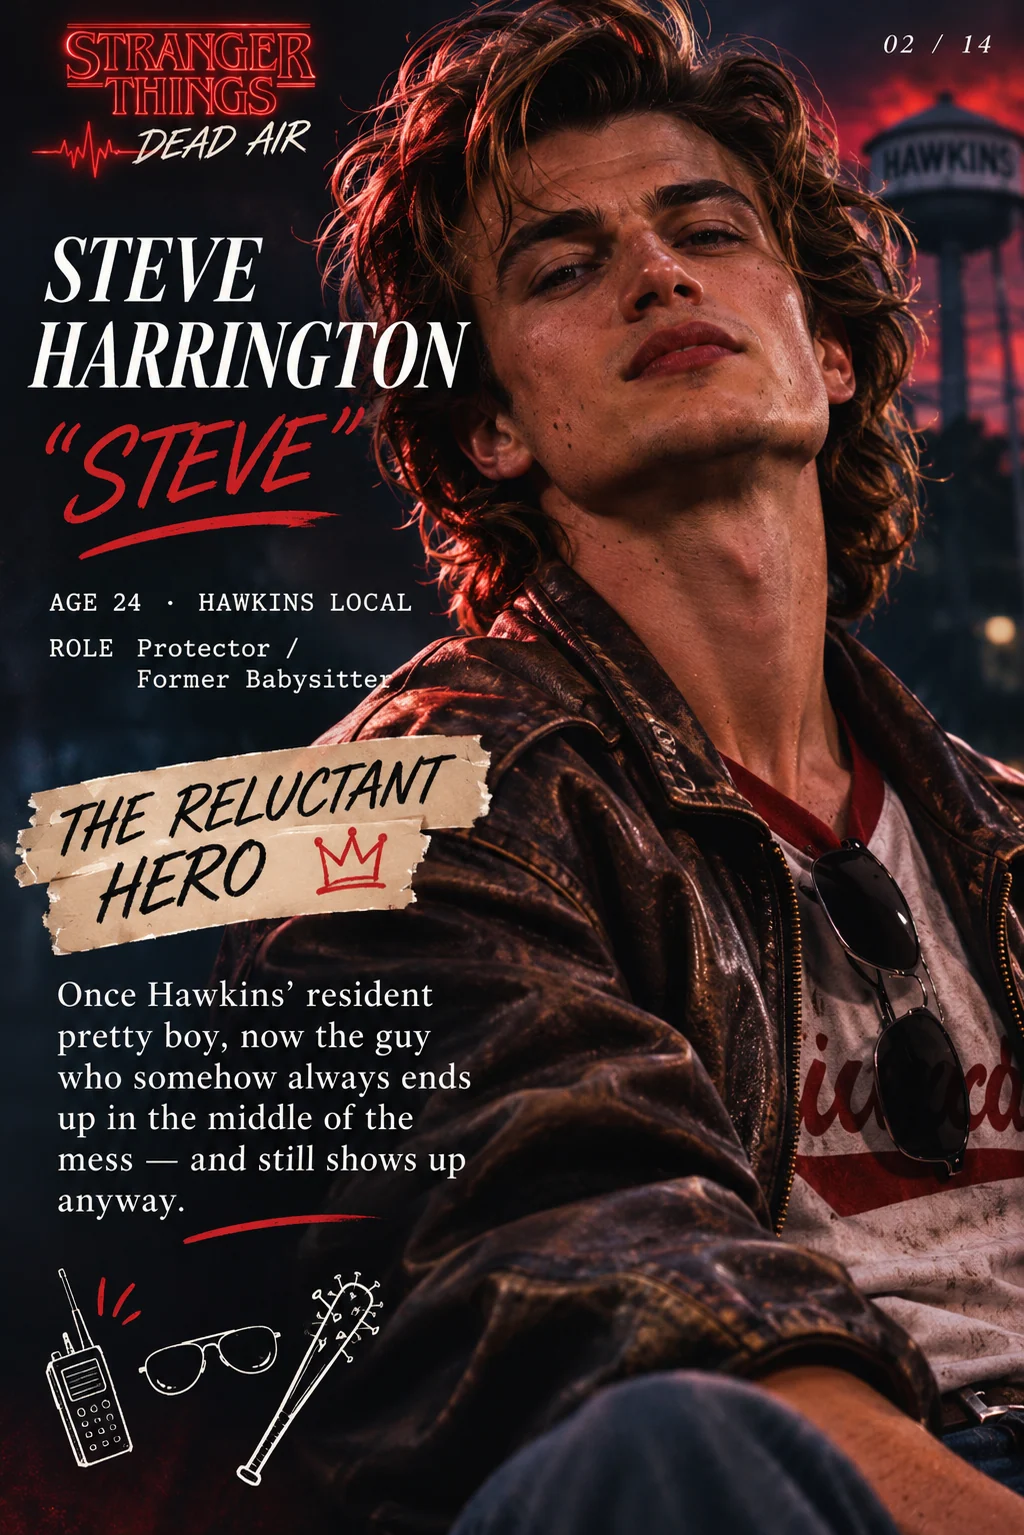 STRANGER
THINGS
DEAD AIR
02 / 14
HAWKINS
STEVE
HARRINGTON
“STEVE”
AGE 24 · HAWKINS LOCAL
ROLE Protector /
Former Babysitter
THE RELUCTANT
HERO
Once Hawkins’ resident
pretty boy, now the guy
who somehow always ends
up in the middle of the
mess — and still shows up
anyway.